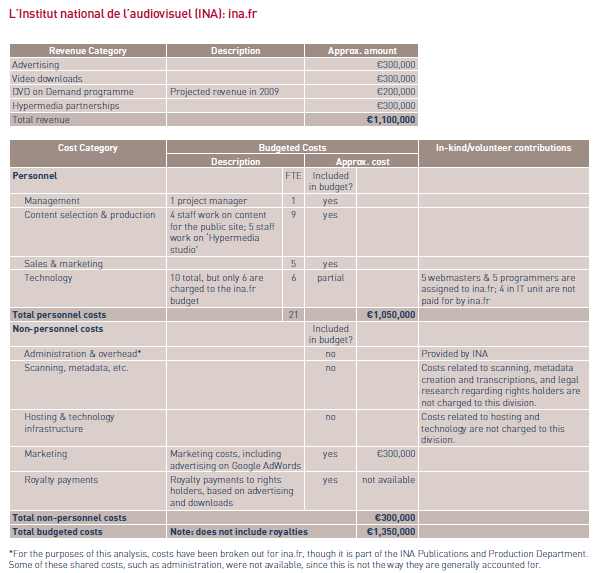 L'Institut national de l'audiovisuel (INA): ina.fr
Revenue Category Description Approx. amount
Advertising €300,000
Video downloads €300,000
DVD on Demand programme Projected revenue in 2009 €200,000
Hypermedia partnerships €300,000
Total revenue €1,100,000
Cost Category Budgeted Costs In-kind/volunteer contributions
Description Approx. cost
Personnel FTE Included
in budget?
Management 1 project manager 1 yes
Content selection & production 4 staff work on content 9 yes
for the public site; 5 staff
work on ‘Hypermedia
studio’
Sales & marketing 5 yes
Technology 10 total, but only 6 are 6 partial 5 webmasters & 5 programmers are
charged to the ina.fr assigned to ina.fr; 4 in IT unit are not
budget paid for by ina.fr
Total personnel costs 21 €1,050,000
Non-personnel costs Included
in budget?
Administration & overhead* no Provided by INA
Scanning, metadata, etc. no Costs related to scanning, metadata
creation and transcriptions, and legal
research regarding rights holders are
not charged to this division.
Hosting & technology no Costs related to hosting and
infrastructure technology are not charged to this
division.
Marketing Marketing costs, including yes €300,000
advertising on Google AdWords
Royalty payments Royalty payments to rights yes not available
holders, based on advertising
and downloads
Total non-personnel costs €300,000
Total budgeted costs Note: does not include royalties €1,350,000
*For the purposes of this analysis, costs have been broken out for ina.fr, though it is part of the INA Publications and Production Department.
Some of these shared costs, such as administration, were not available, since this is not the way they are generally accounted for.